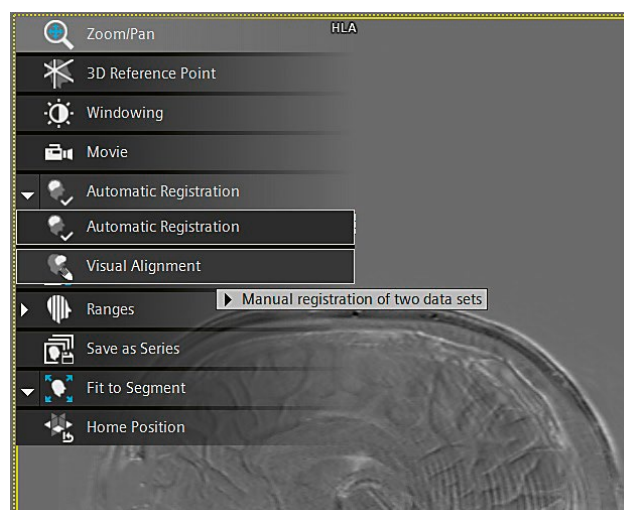 HLA
Zoom/Pan
3D Reference Point
Windowing
Movie
Automatic Registration
Automatic Registration
Visual Alignment
Manual registration of two data sets
Ranges
Save as Series
Fit to Segment
Home Position